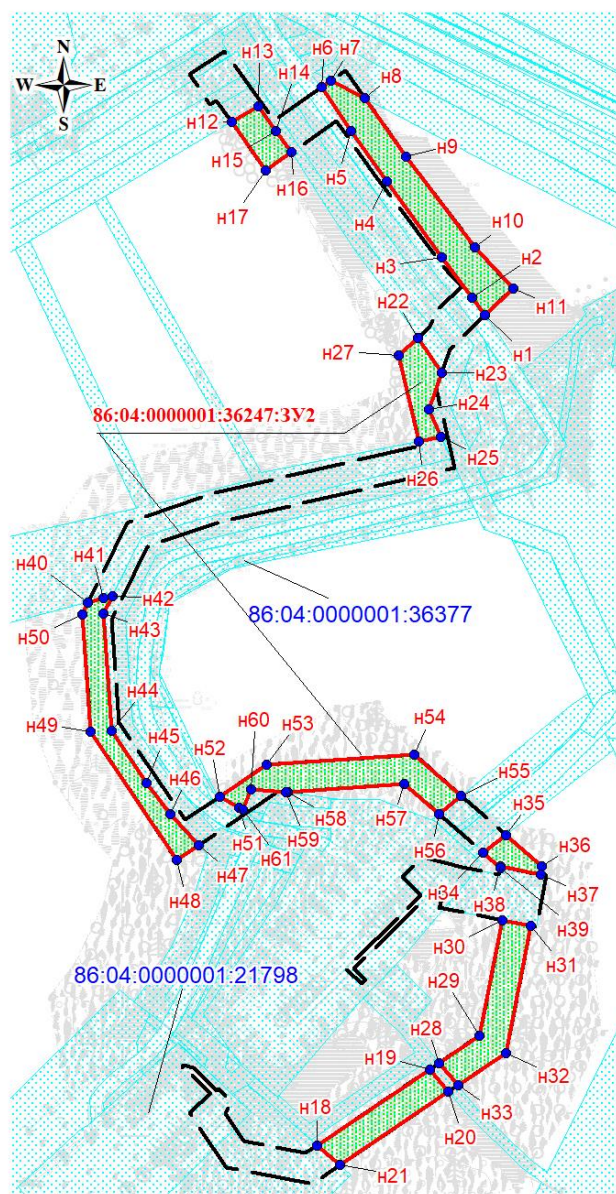 N
W E
S
Н6
Н7
Н13
Н14
Н8
Н12
Н15
Н16
Н9
Н5
Н17
Н4
Н10
Н2
Н3
Н11
Н22
Н1
Н27
Н23
86:04:0000001:36247:ЗУ2
Н24
Н25
Н26
Н41
Н40
Н42
86:04:0000001:36377
Н50
Н43
Н44
Н49
Н60
Н53
Н54
Н45
Н52
Н55
Н46
Н57
Н58
Н35
Н51
Н59
Н56
Н36
Н61
Н34
Н47
Н37
Н48
Н38
Н39
Н30
Н31
86:04:0000001:21798
Н29
Н28
Н19
Н32
Н33
Н20
Н18
Н21